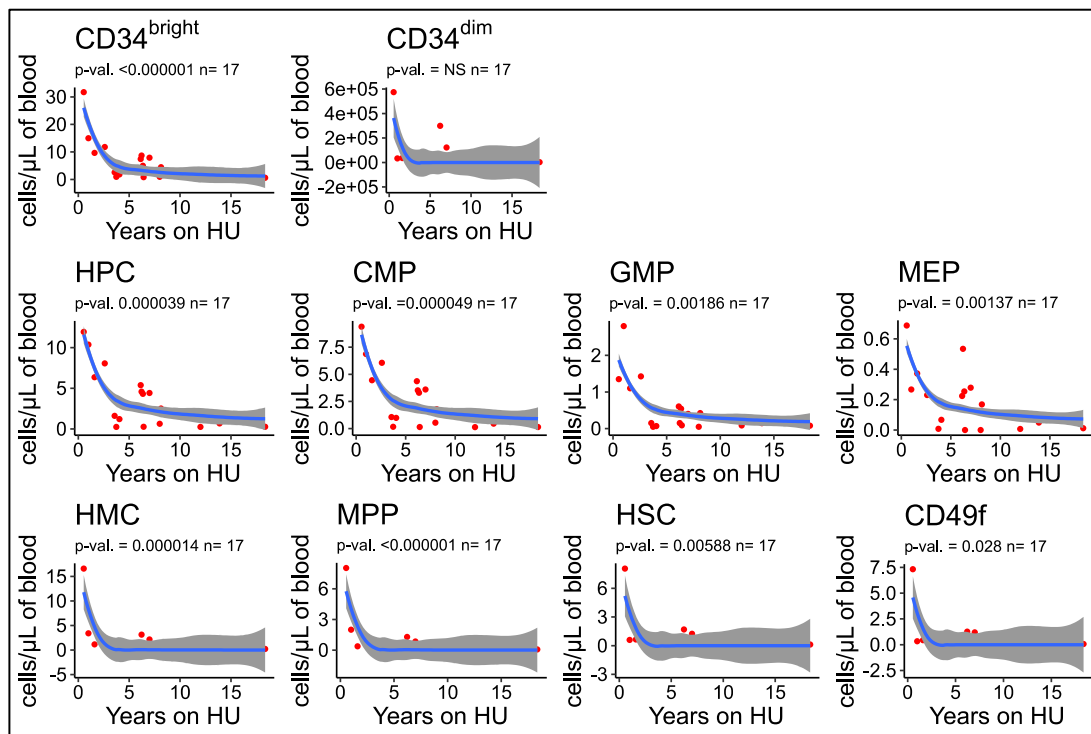 CD34bright
p-val. <0.000001 n= 17
cells/µL of blood
30
20
10
0
0 5 10 15
Years on HU
CD34dim
p-val. = NS n= 17
cells/µL of blood
6e+05
4e+05
2e+05
0e+00
-2e+05
0 5 10 15
Years on HU
HPC
p-val. 0.000039 n= 17
cells/µL of blood
10
5
0
0 5 10 15
Years on HU
CMP
p-val. =0.000049 n= 17
cells/µL of blood
7.5
5.0
2.5
0.0
0 5 10 15
Years on HU
GMP
p-val. = 0.00186 n= 17
cells/µL of blood
2
1
0
0 5 10 15
Years on HU
MEP
p-val. = 0.00137 n= 17
cells/µL of blood
0.6
0.4
0.2
0.0
0 5 10 15
Years on HU
HMC
p-val. = 0.000014 n= 17
cells/µL of blood
15
10
5
0
-5
0 5 10 15
Years on HU
MPP
p-val. <0.000001 n= 17
cells/µL of blood
6
3
0
0 5 10 15
Years on HU
HSC
p-val. = 0.00588 n= 17
cells/µL of blood
6
3
0
-3
0 5 10 15
Years on HU
CD49f
p-val. = 0.028 n= 17
cells/µL of blood
7.5
5.0
2.5
0.0
-2.5
0 5 10 15
Years on HU